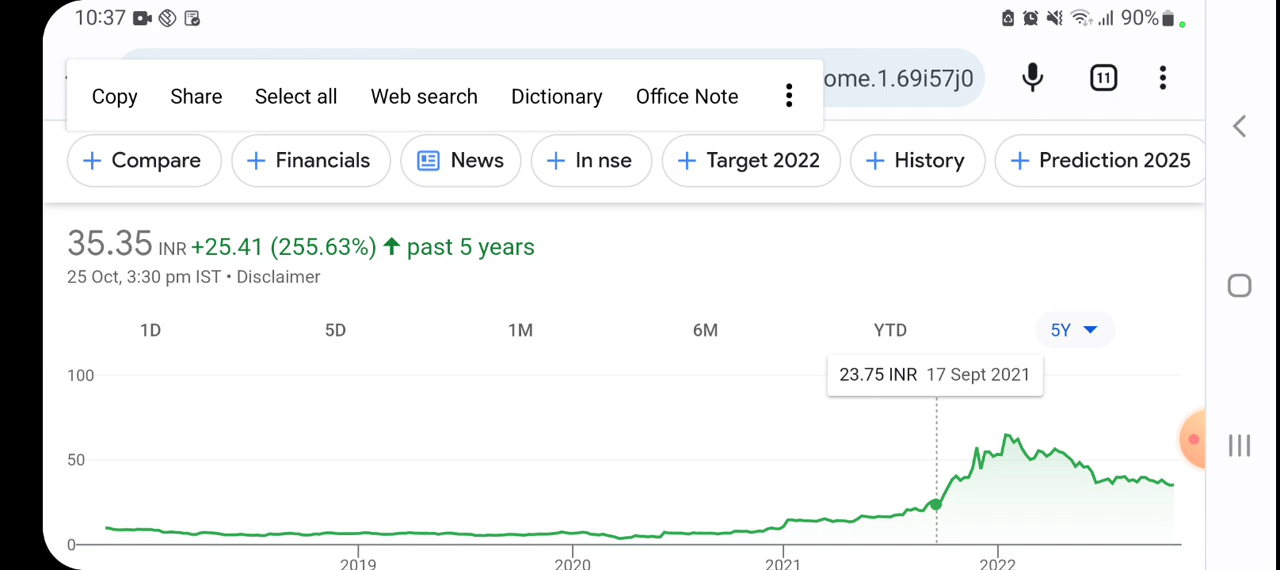 10:37 90%
ome.1.69i57j0 11
Copy Share Select all Web search Dictionary Office Note
Compare Financials News In nse Target 2022 History Prediction 2025
35.35 INR +25.41 (255.63%) ↑ past 5 years
25 Oct, 3:30 pm IST • Disclaimer
1D 5D 1M 6M YTD 5Y
23.75 INR 17 Sept 2021
100
50
0
2019 2020 2021 2022